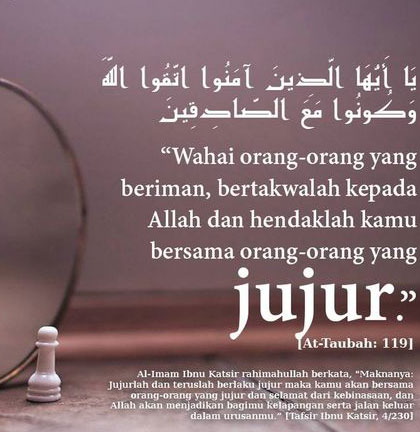 يَا أَيُّهَا الَّذِينَ آمَنُوا اتَّقُوا اللَّهَ
وَكُونُوا مَعَ الصَّادِقِينَ
“Wahai orang-orang yang
beriman, bertakwalah kepada
Allah dan hendaklah kamu
bersama orang-orang yang
jujur.”
[At-Taubah: 119]
Al-Imam Ibnu Katsir rahimahullah berkata, "Maknanya:
Jujurlah dan teruslah berlaku jujur maka kamu akan bersama
orang-orang yang jujur dan selamat dari kebinasaan, dan
Allah akan menjadikan bagimu kelapangan serta jalan keluar
dalam urusanmu.” [Tafsir Ibnu Katsir, 4/230]